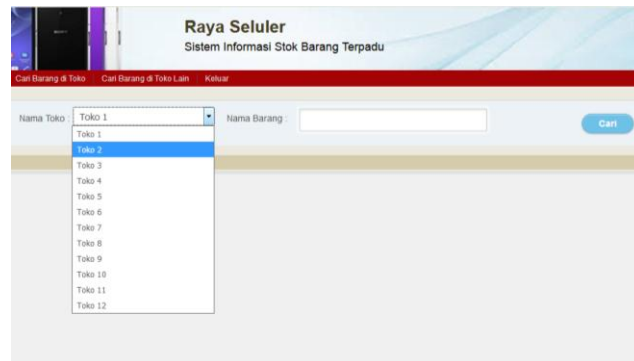 Raya Seluler
Sistem Informasi Stok Barang Terpadu
Cari Barang di Toko Cari Barang di Toko Lain Keluar
Nama Toko : Toko 1 Nama Barang : Cari
Toko 1
Toko 2
Toko 3
Toko 4
Toko 5
Toko 6
Toko 7
Toko 8
Toko 9
Toko 10
Toko 11
Toko 12